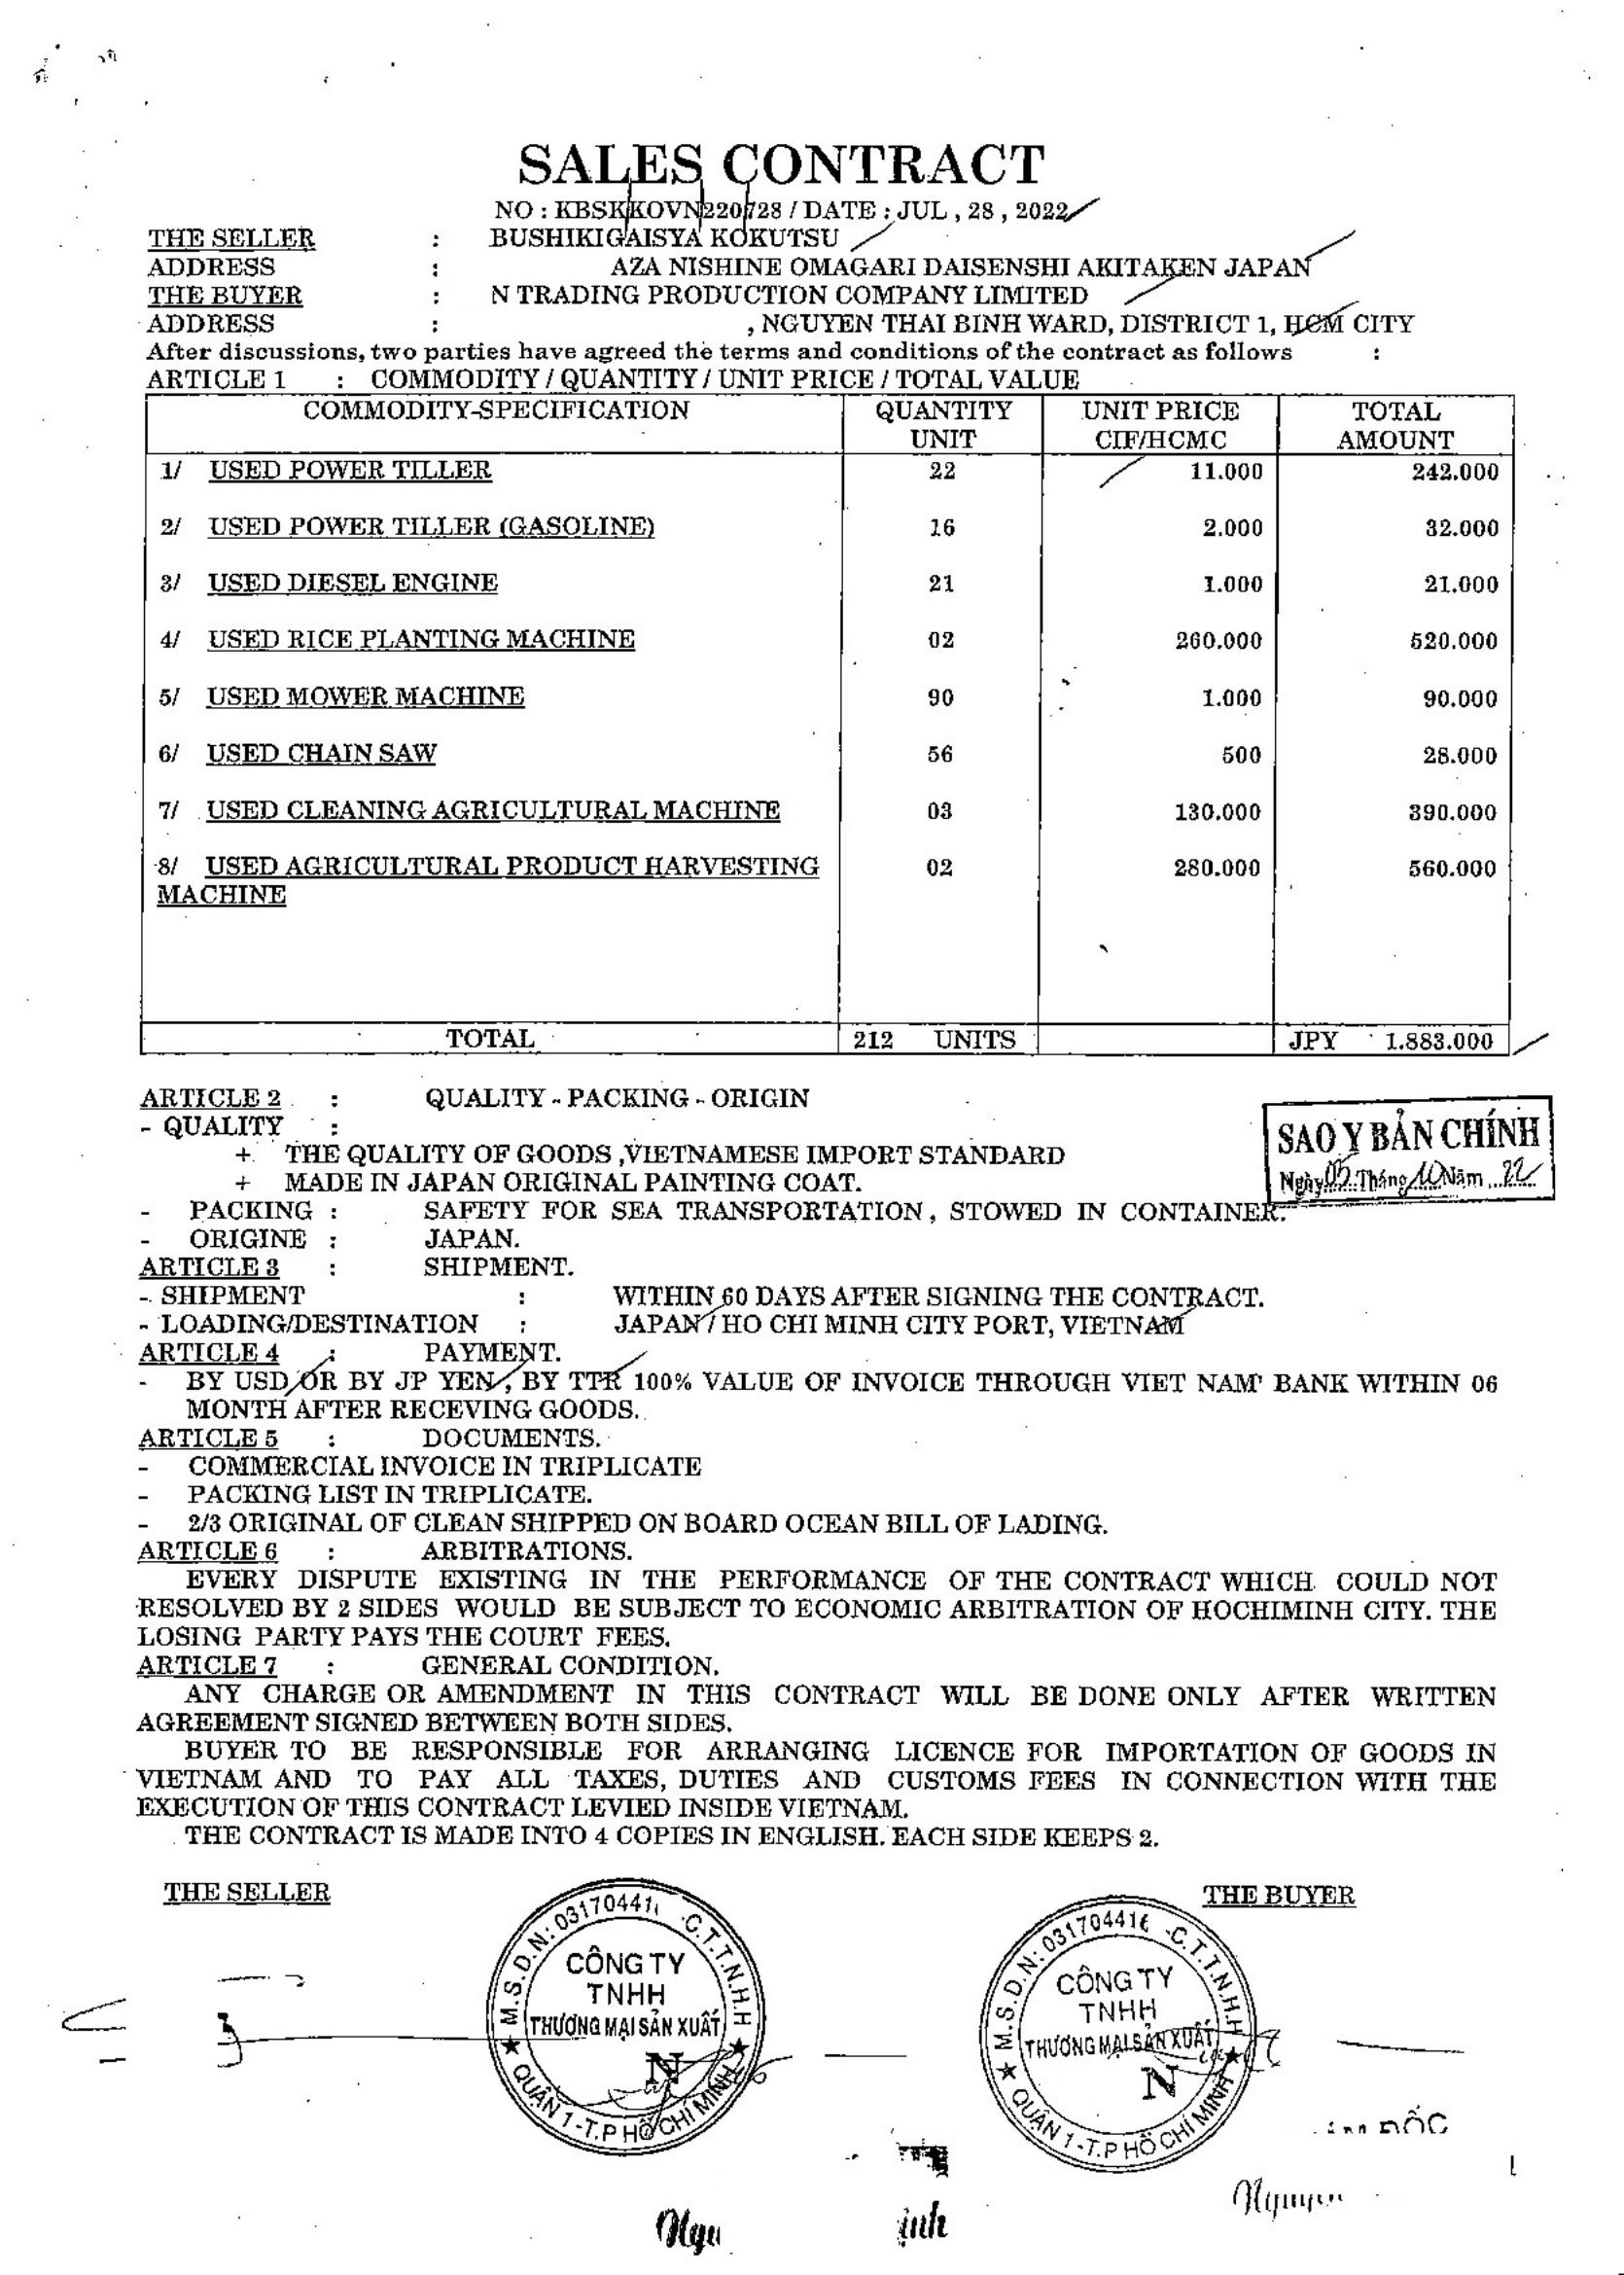 SALES CONTRACT
NO : KBSKKOVN220728 / DATE : JUL , 28 , 2022
THE SELLER : BUSHIKIGAISYA KOKUTSU
ADDRESS : AZA NISHINE OMAGARI DAISENSHI AKITAKEN JAPAN
THE BUYER : N TRADING PRODUCTION COMPANY LIMITED
ADDRESS : , NGUYEN THAI BINH WARD, DISTRICT 1, HCM CITY
After discussions, two parties have agreed the terms and conditions of the contract as follows :
ARTICLE 1 : COMMODITY / QUANTITY / UNIT PRICE / TOTAL VALUE
COMMODITY-SPECIFICATION QUANTITY UNIT PRICE TOTAL
UNIT CIF/HCMC AMOUNT
1/ USED POWER TILLER 22 11.000 242.000
2/ USED POWER TILLER (GASOLINE) 16 2.000 32.000
3/ USED DIESEL ENGINE 21 1.000 21.000
4/ USED RICE PLANTING MACHINE 02 260.000 520.000
5/ USED MOWER MACHINE 90 1.000 90.000
6/ USED CHAIN SAW 56 500 28.000
7/ USED CLEANING AGRICULTURAL MACHINE 03 130.000 390.000
8/ USED AGRICULTURAL PRODUCT HARVESTING 02 280.000 560.000
MACHINE
TOTAL 212 UNITS JPY 1.883.000
ARTICLE 2 : QUALITY - PACKING - ORIGIN
- QUALITY :
+ THE QUALITY OF GOODS ,VIETNAMESE IMPORT STANDARD
+ MADE IN JAPAN ORIGINAL PAINTING COAT.
SAO Y BẢN CHÍNH
Ngày 05 Tháng 10 Năm 22
- PACKING : SAFETY FOR SEA TRANSPORTATION , STOWED IN CONTAINER.
- ORIGINE : JAPAN.
ARTICLE 3 : SHIPMENT.
- SHIPMENT : WITHIN 60 DAYS AFTER SIGNING THE CONTRACT.
- LOADING/DESTINATION : JAPAN / HO CHI MINH CITY PORT, VIETNAM
ARTICLE 4 : PAYMENT.
- BY USD OR BY JP YEN , BY TTR 100% VALUE OF INVOICE THROUGH VIET NAM BANK WITHIN 06
MONTH AFTER RECEVING GOODS.
ARTICLE 5 : DOCUMENTS.
- COMMERCIAL INVOICE IN TRIPLICATE
- PACKING LIST IN TRIPLICATE.
- 2/3 ORIGINAL OF CLEAN SHIPPED ON BOARD OCEAN BILL OF LADING.
ARTICLE 6 : ARBITRATIONS.
EVERY DISPUTE EXISTING IN THE PERFORMANCE OF THE CONTRACT WHICH COULD NOT
RESOLVED BY 2 SIDES WOULD BE SUBJECT TO ECONOMIC ARBITRATION OF HOCHIMINH CITY. THE
LOSING PARTY PAYS THE COURT FEES.
ARTICLE 7 : GENERAL CONDITION.
ANY CHARGE OR AMENDMENT IN THIS CONTRACT WILL BE DONE ONLY AFTER WRITTEN
AGREEMENT SIGNED BETWEEN BOTH SIDES.
BUYER TO BE RESPONSIBLE FOR ARRANGING LICENCE FOR IMPORTATION OF GOODS IN
VIETNAM AND TO PAY ALL TAXES, DUTIES AND CUSTOMS FEES IN CONNECTION WITH THE
EXECUTION OF THIS CONTRACT LEVIED INSIDE VIETNAM.
THE CONTRACT IS MADE INTO 4 COPIES IN ENGLISH. EACH SIDE KEEPS 2.
THE SELLER THE BUYER
M.S.D.N: 03170441 -C.T.T.N.H.H
CÔNG TY
TNHH
THƯƠNG MẠI SẢN XUẤT
N
QUẬN 1 - T.P HỒ CHÍ MINH
M.S.D.N: 031704416 -C.T.T.N.H.H
CÔNG TY
TNHH
THƯƠNG MẠI SẢN XUẤT
N
QUẬN 1 - T.P HỒ CHÍ MINH
ĐỐC